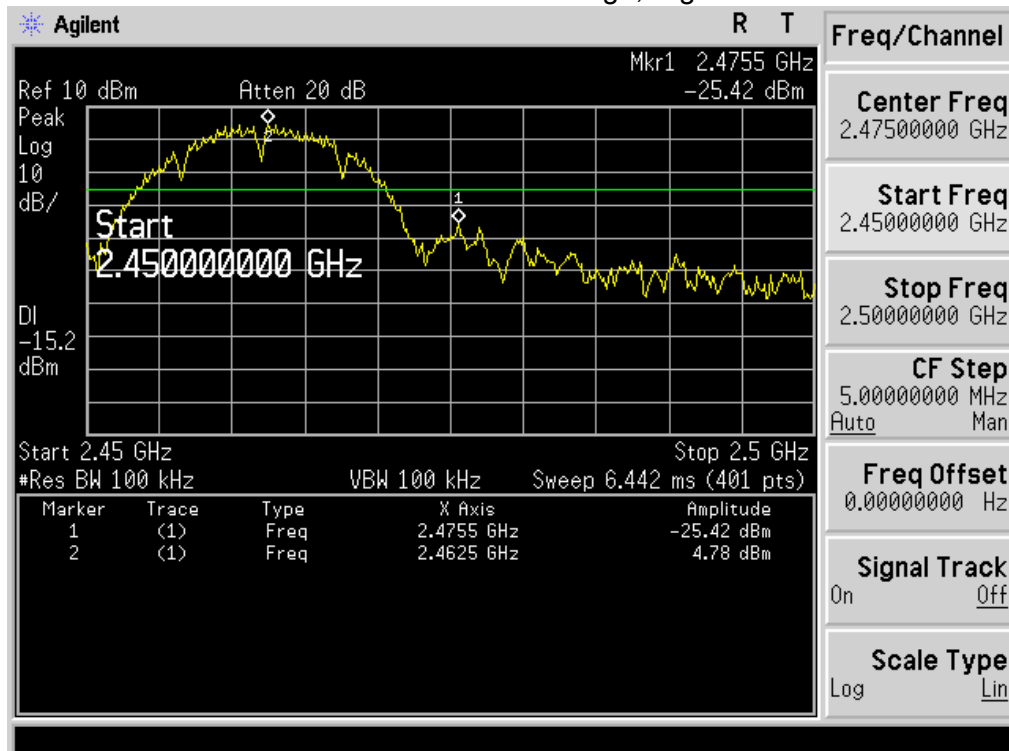 Agilent R T
Mkr1 2.4755 GHz
Ref 10 dBm Atten 20 dB -25.42 dBm
Peak
Log
10
dB/
1
2
Start
2.450000000 GHz
DI
-15.2
dBm
Start 2.45 GHz Stop 2.5 GHz
#Res BW 100 kHz VBW 100 kHz Sweep 6.442 ms (401 pts)
Marker Trace Type X Axis Amplitude
1 (1) Freq 2.4755 GHz -25.42 dBm
2 (1) Freq 2.4625 GHz 4.78 dBm
Freq/Channel
Center Freq
2.47500000 GHz
Start Freq
2.45000000 GHz
Stop Freq
2.50000000 GHz
CF Step
5.00000000 MHz
Auto Man
Freq Offset
0.00000000 Hz
Signal Track
On Off
Scale Type
Log Lin